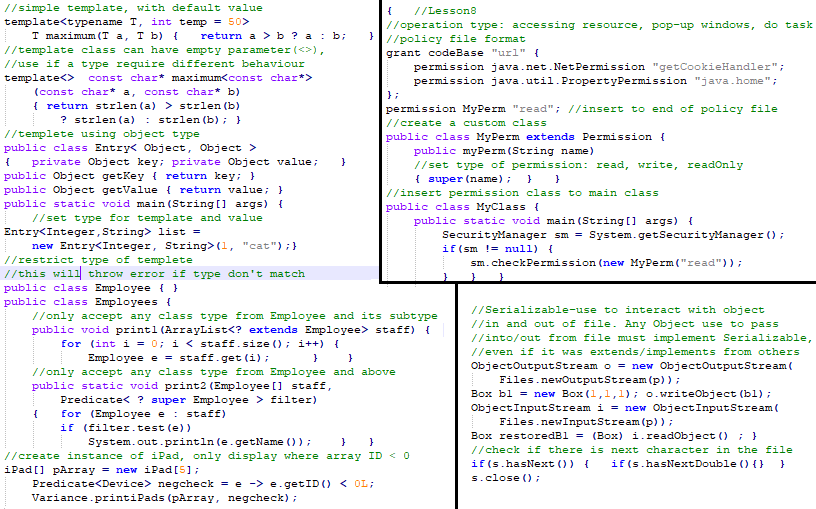 //simple template, with default value
template<typename T, int temp = 50>
T maximum(T a, T b) {   return a > b ? a : b;   }
//template class can have empty parameter(<>),
//use if a type require different behaviour
template<>  const char* maximum<const char*>
(const char* a, const char* b)
{ return strlen(a) > strlen(b)
? strlen(a) : strlen(b); }
//templete using object type
public class Entry< Object, Object >
{   private Object key; private Object value;   }
public Object getKey { return key; }
public Object getValue { return value; }
public static void main(String[] args) {
//set type for template and value
Entry<Integer,String> list =
new Entry<Integer, String>(1, "cat");}
//restrict type of templete
//this will throw error if type don't match
public class Employee { }
public class Employees {
//only accept any class type from Employee and its subtype
public void print1(ArrayList<? extends Employee> staff) {
for (int i = 0; i < staff.size(); i++) {
Employee e = staff.get(i);      }    }
//only accept any class type from Employee and above
public static void print2(Employee[] staff,
Predicate< ? super Employee > filter)
{   for (Employee e : staff)
if (filter.test(e))
System.out.println(e.getName());    }   }
//create instance of iPad, only display where array ID < 0
iPad[] pArray = new iPad[5];
Predicate<Device> negcheck = e -> e.getID() < 0L;
Variance.printiPads(pArray, negcheck);
{   //Lesson8
//operation type: accessing resource, pop-up windows, do task
//policy file format
grant codeBase "url" {
permission java.net.NetPermission "getCookieHandler";
permission java.util.PropertyPermission "java.home";
};
permission MyPerm "read"; //insert to end of policy file
//create a custom class
public class MyPerm extends Permission {
public myPerm(String name)
//set type of permission: read, write, readOnly
{ super(name);  }   }
//insert permission class to main class
public class MyClass {
public static void main(String[] args) {
SecurityManager sm = System.getSecurityManager();
if(sm != null) {
sm.checkPermission(new MyPerm("read"));
}   }   }
//Serializable-use to interact with object
//in and out of file. Any Object use to pass
//into/out from file must implement Serializable,
//even if it was extends/implements from others
ObjectOutputStream o = new ObjectOutputStream(
Files.newOutputStream(p));
Box b1 = new Box(1,1,1); o.writeObject(b1);
ObjectInputStream i = new ObjectInputStream(
Files.newInputStream(p));
Box restoredB1 = (Box) i.readObject() ; }
//check if there is next character in the file
if(s.hasNext()) {   if(s.hasNextDouble(){}  }
s.close();